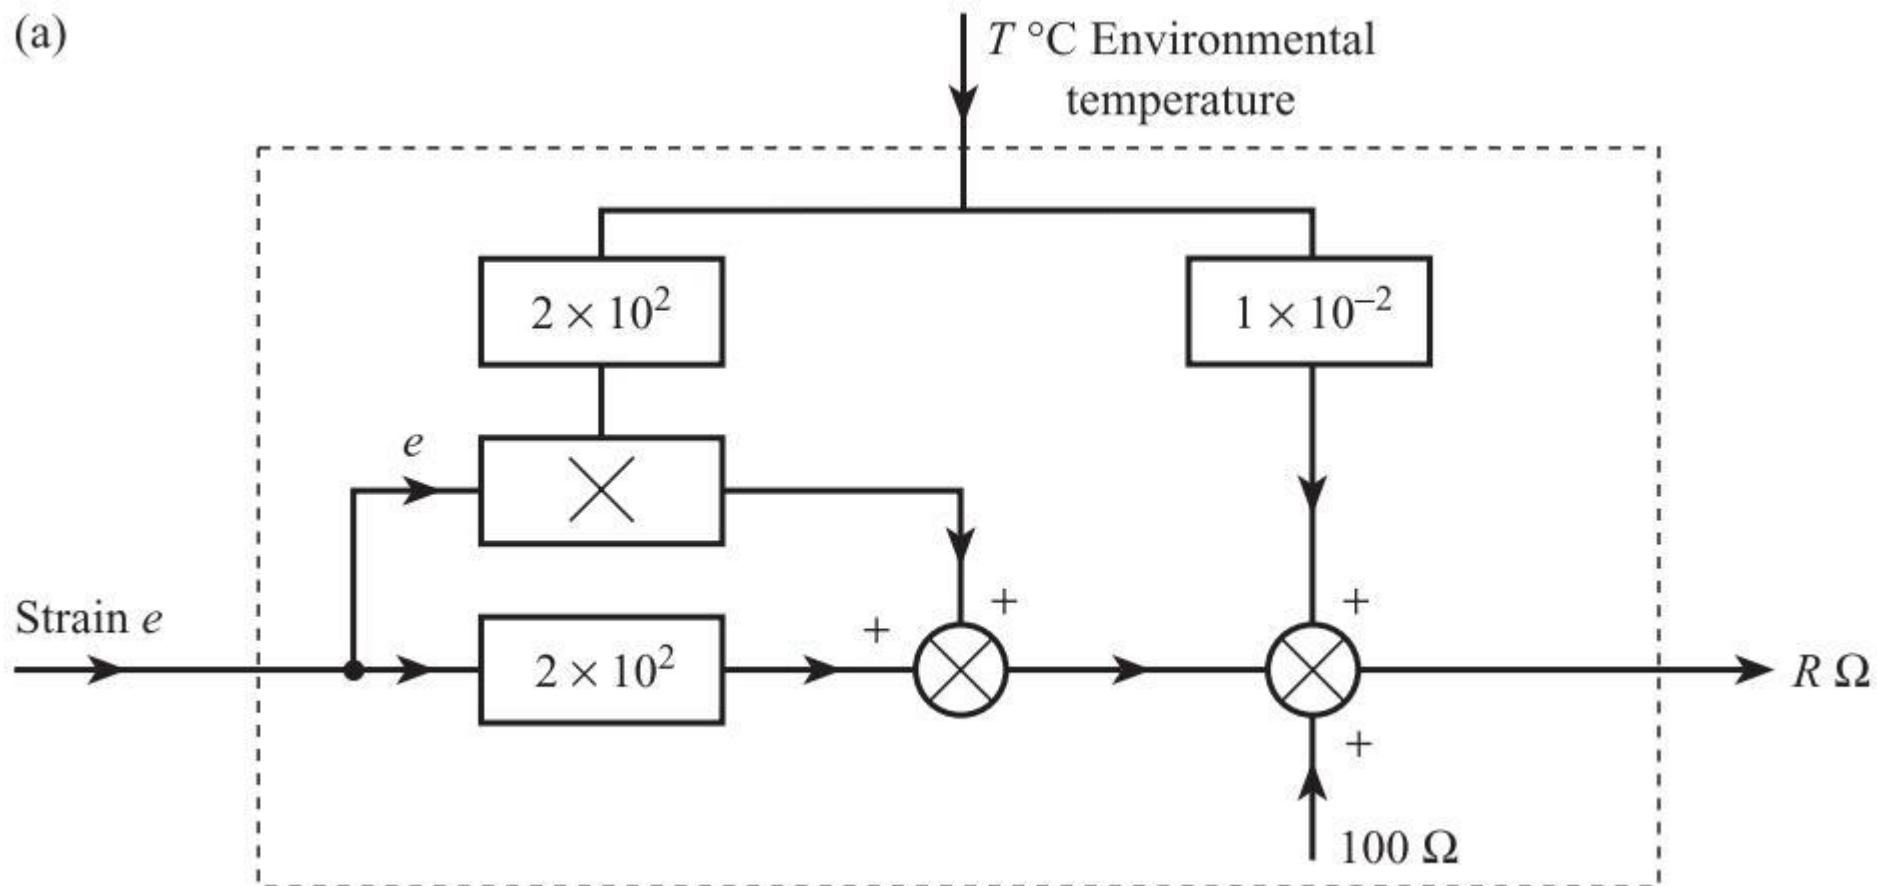 (a)
T °C Environmental
temperature
2 × 10²
1 × 10⁻²
e
×
Strain e
2 × 10²
+
+
+
R Ω
+
100 Ω